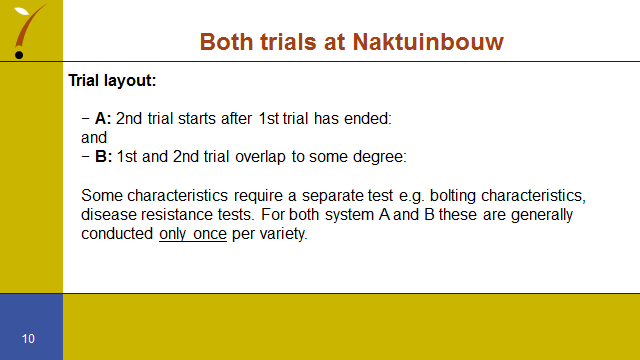 Both trials at Naktuinbouw
Trial layout:
− A: 2nd trial starts after 1st trial has ended:
and
− B: 1st and 2nd trial overlap to some degree:
Some characteristics require a separate test e.g. bolting characteristics,
disease resistance tests. For both system A and B these are generally
conducted only once per variety.
10